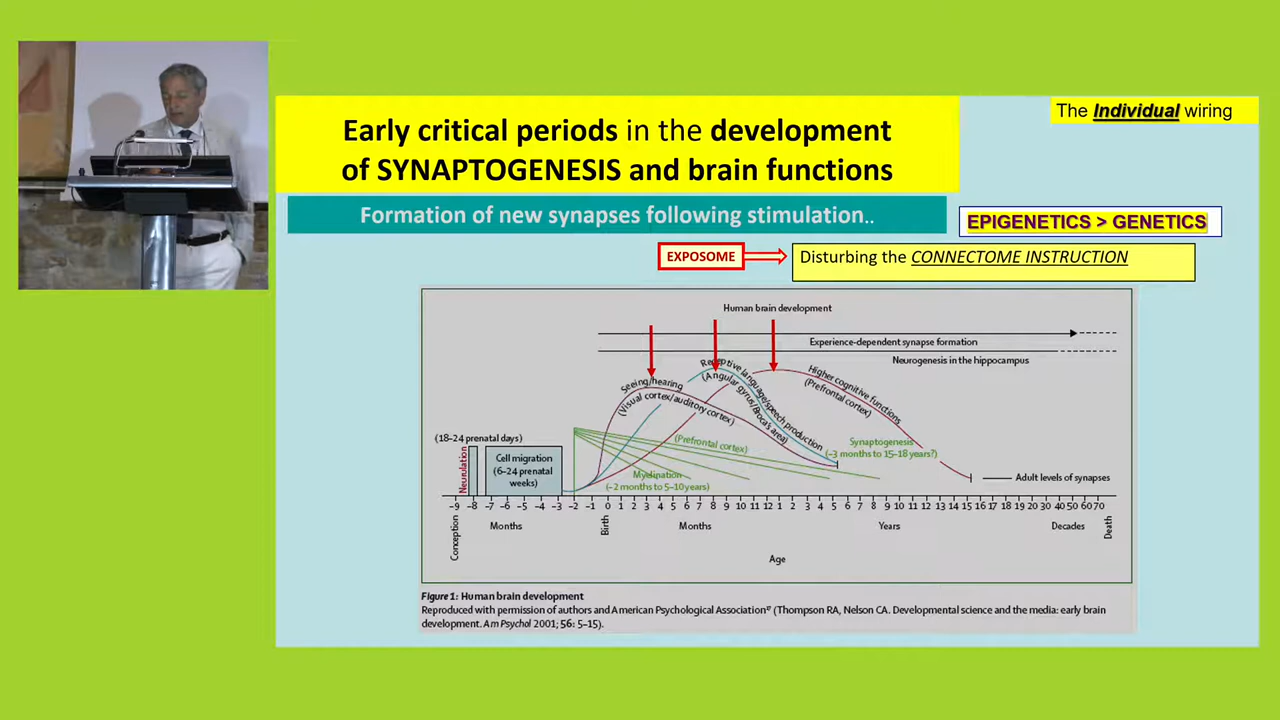 Early critical periods in the development
of SYNAPTOGENESIS and brain functions
The Individual wiring
Formation of new synapses following stimulation..
EPIGENETICS > GENETICS
EXPOSOME
Disturbing the CONNECTOME INSTRUCTION
Human brain development
Experience-dependent synapse formation
Neurogenesis in the hippocampus
Seeing/hearing
(Visual cortex/auditory cortex)
Receptive language/speech production
(Angular gyrus/Broca's area)
Higher cognitive functions
(Prefrontal cortex)
(18–24 prenatal days)
Neurulation
Cell migration
(6–24 prenatal
weeks)
(Prefrontal cortex)
Myelination
(–2 months to 5–10 years)
Synaptogenesis
(–3 months to 15–18 years?)
Adult levels of synapses
–9 –8 –7 –6 –5 –4 –3 –2 0 1 2 3 4 5 6 7 8 9 10 11 12 1 2 3 4 5 6 7 8 9 10 11 12 13 14 15 16 17 18 19 20 30 40 50 60 70
Conception
Months
Birth
Months
Years
Decades
Death
Age
Figure 1: Human brain development
Reproduced with permission of authors and American Psychological Association17 (Thompson RA, Nelson CA. Developmental science and the media: early brain
development. Am Psychol 2001; 56: 5–15).